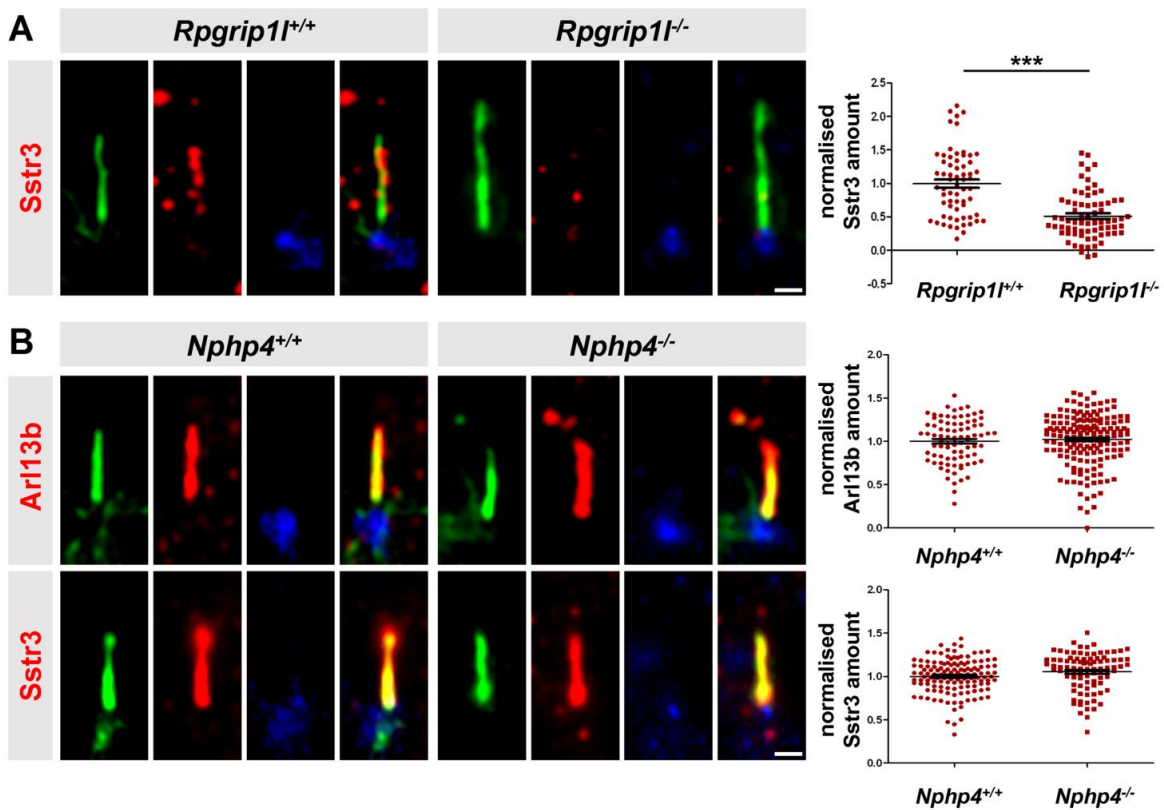 A
Rpgrip1l+/+
Rpgrip1l-/-
Sstr3
***
normalised
Sstr3 amount
2.5
2.0
1.5
1.0
0.5
0.0
-0.5
Rpgrip1l+/+
Rpgrip1l-/-
B
Nphp4+/+
Nphp4-/-
Arl13b
normalised
Arl13b amount
2.0
1.5
1.0
0.5
0.0
Nphp4+/+
Nphp4-/-
Sstr3
normalised
Sstr3 amount
2.0
1.5
1.0
0.5
0.0
Nphp4+/+
Nphp4-/-